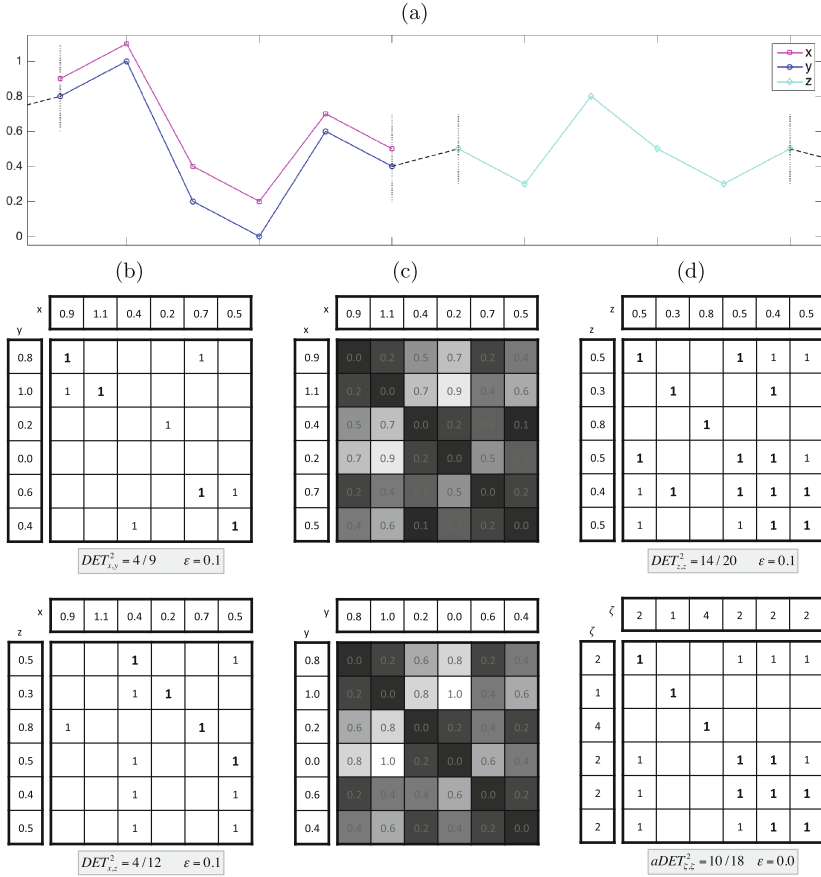 (a)
1
0.8
0.6
0.4
0.2
0
x
y
z
(b)
x 0.9 1.1 0.4 0.2 0.7 0.5
y
0.8 1 1
1.0 1 1
0.2 1
0.0
0.6 1 1
0.4 1 1
DET²x,y = 4/9 ε = 0.1
x 0.9 1.1 0.4 0.2 0.7 0.5
z
0.5 1 1
0.3 1 1
0.8 1 1
0.5 1 1
0.5 1 1
0.5 1 1
DET²x,z = 4/12 ε = 0.1
(c)
x 0.9 1.1 0.4 0.2 0.7 0.5
x
0.9 0.0 0.2 0.5 0.7 0.2 0.4
1.1 0.2 0.0 0.7 0.9 0.4 0.6
0.4 0.5 0.7 0.0 0.2 0.1
0.2 0.7 0.9 0.2 0.0 0.5
0.7 0.2 0.4 0.5 0.0 0.2
0.5 0.4 0.6 0.1 0.2 0.0
y 0.8 1.0 0.2 0.0 0.6 0.4
y
0.8 0.0 0.2 0.6 0.8 0.2 0.4
1.0 0.2 0.0 0.8 1.0 0.4 0.6
0.2 0.6 0.8 0.0 0.2 0.4 0.2
0.0 0.8 1.0 0.2 0.0 0.6 0.4
0.6 0.2 0.4 0.4 0.6 0.0 0.2
0.4 0.4 0.6 0.2 0.4 0.2 0.0
(d)
z 0.5 0.3 0.8 0.5 0.4 0.5
z
0.5 1 1 1 1
0.3 1 1
0.8 1
0.5 1 1 1 1
0.4 1 1 1 1 1
0.5 1 1 1 1
DET²z,z = 14/20 ε = 0.1
ζ 2 1 4 2 2 2
ζ
2 1 1 1 1
1 1
4 1
2 1 1 1 1
2 1 1 1 1
2 1 1 1 1
aDET²ζ,ζ = 10/18 ε = 0.0